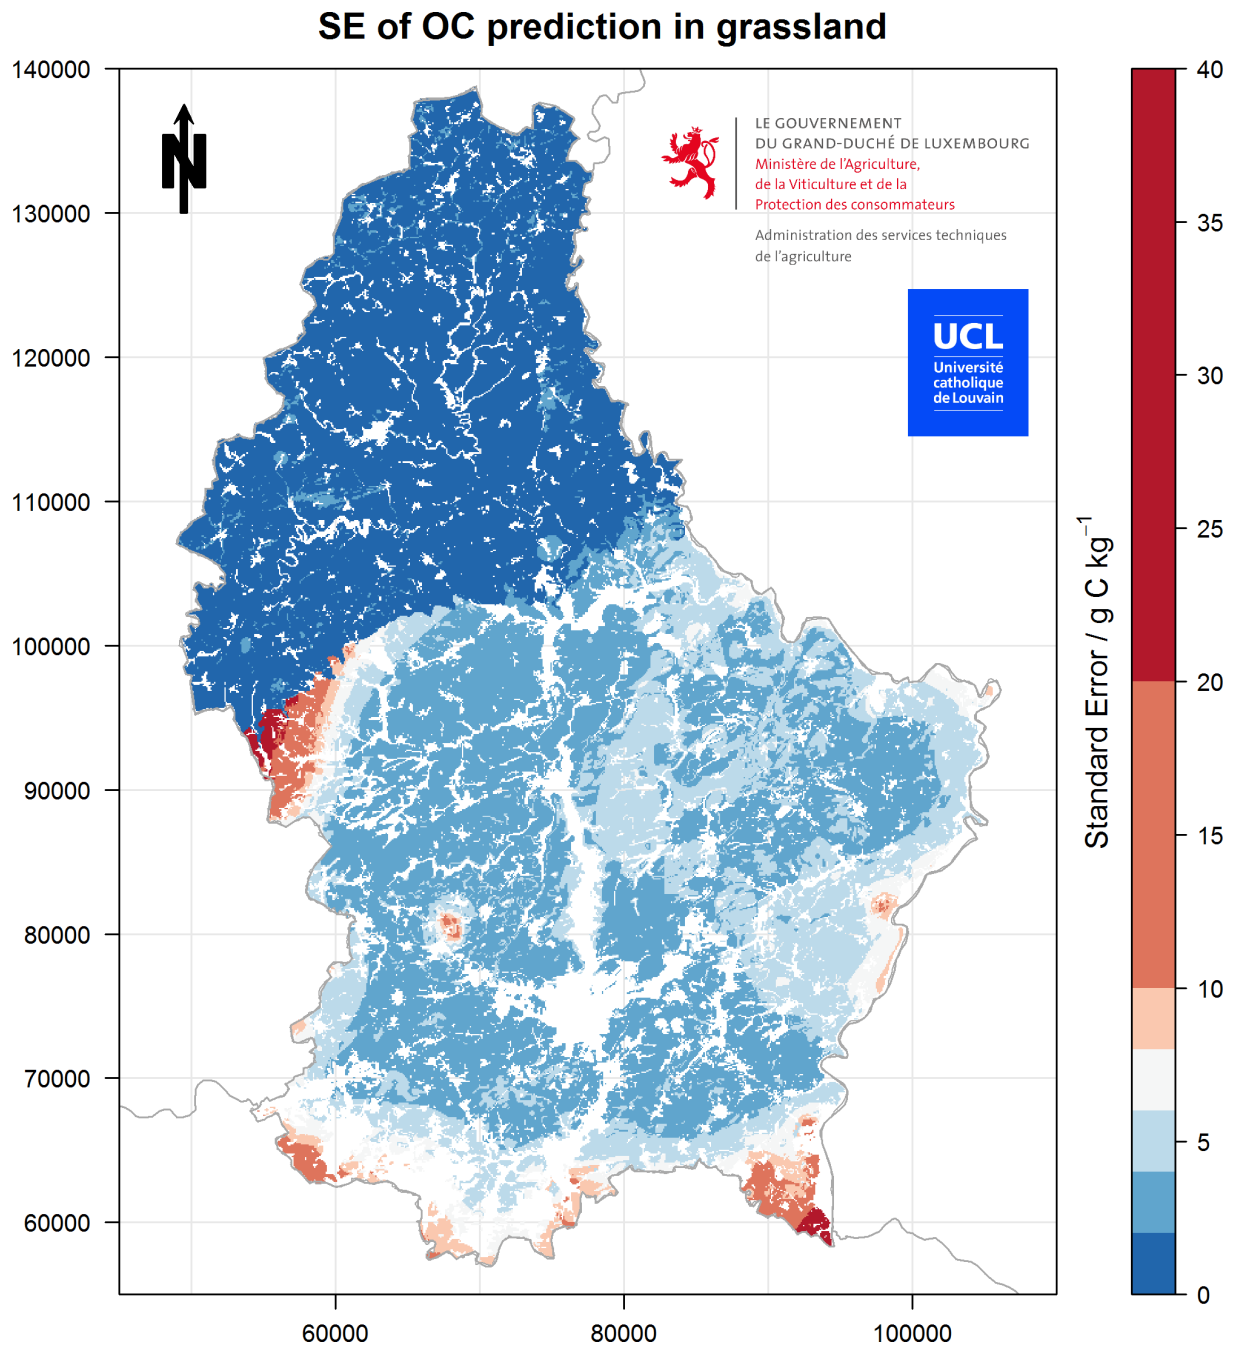 SE of OC prediction in grassland
140000
130000
120000
110000
100000
90000
80000
70000
60000
60000
80000
100000
N
LE GOUVERNEMENT
DU GRAND-DUCHÉ DE LUXEMBOURG
Ministère de l'Agriculture,
de la Viticulture et de la
Protection des consommateurs
Administration des services techniques
de l'agriculture
UCL
Université
catholique
de Louvain
Standard Error / g C kg⁻¹
40
35
30
25
20
15
10
5
0